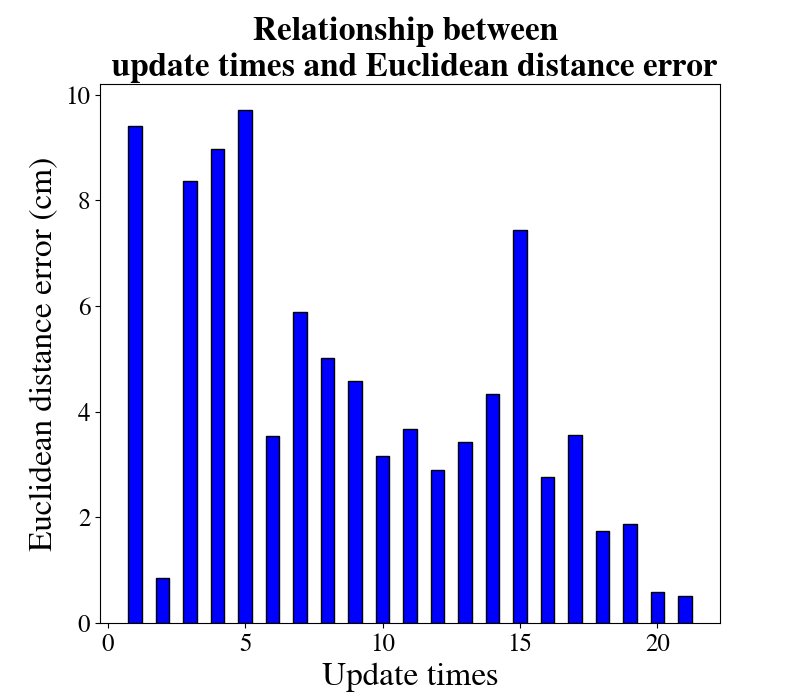 Relationship between
update times and Euclidean distance error
Euclidean distance error (cm)
10
8
6
4
2
0
0 5 10 15 20
Update times